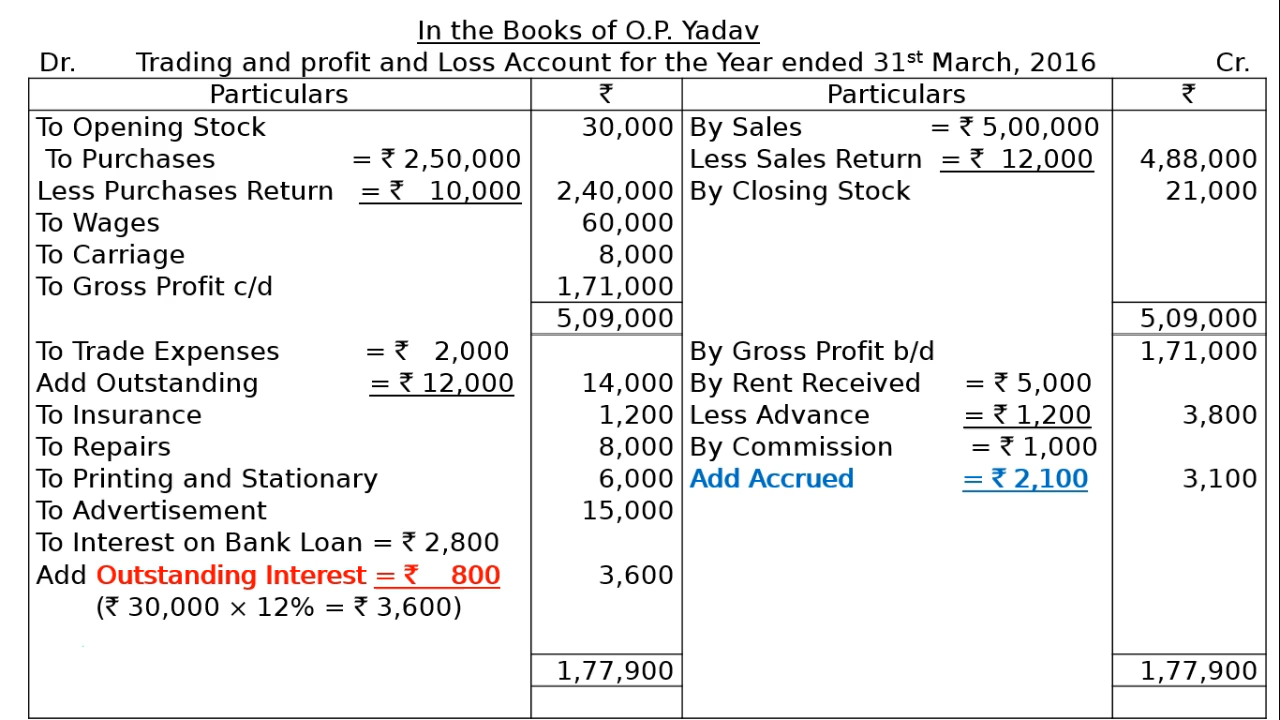 In the Books of O.P. Yadav
Dr. Trading and profit and Loss Account for the Year ended 31st March, 2016 Cr.
Particulars ₹ Particulars ₹
To Opening Stock 30,000 By Sales = ₹ 5,00,000
To Purchases = ₹ 2,50,000 Less Sales Return = ₹ 12,000 4,88,000
Less Purchases Return = ₹ 10,000 2,40,000 By Closing Stock 21,000
To Wages 60,000
To Carriage 8,000
To Gross Profit c/d 1,71,000
5,09,000 5,09,000
To Trade Expenses = ₹ 2,000 By Gross Profit b/d 1,71,000
Add Outstanding = ₹ 12,000 14,000 By Rent Received = ₹ 5,000
To Insurance 1,200 Less Advance = ₹ 1,200 3,800
To Repairs 8,000 By Commission = ₹ 1,000
To Printing and Stationary 6,000 Add Accrued = ₹ 2,100 3,100
To Advertisement 15,000
To Interest on Bank Loan = ₹ 2,800
Add Outstanding Interest = ₹ 800 3,600
(₹ 30,000 × 12% = ₹ 3,600)
1,77,900 1,77,900